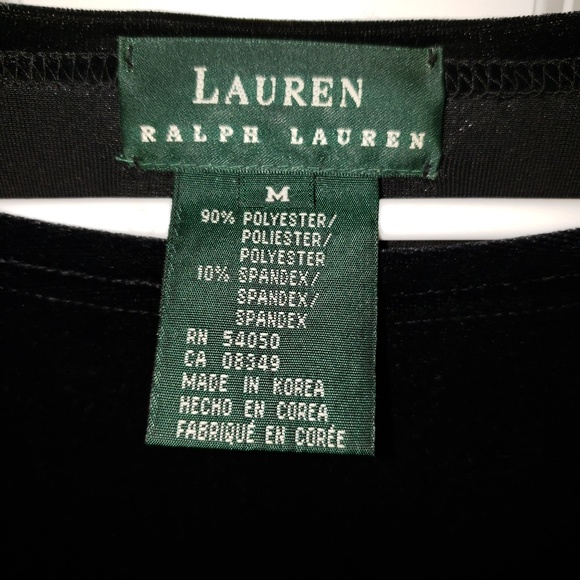 LAUREN
RALPH LAUREN
M
90% POLYESTER/
POLIESTER/
POLYESTER
10% SPANDEX/
SPANDEX/
SPANDEX
RN 54050
CA 08349
MADE IN KOREA
HECHO EN COREA
FABRIQUÉ EN CORÉE